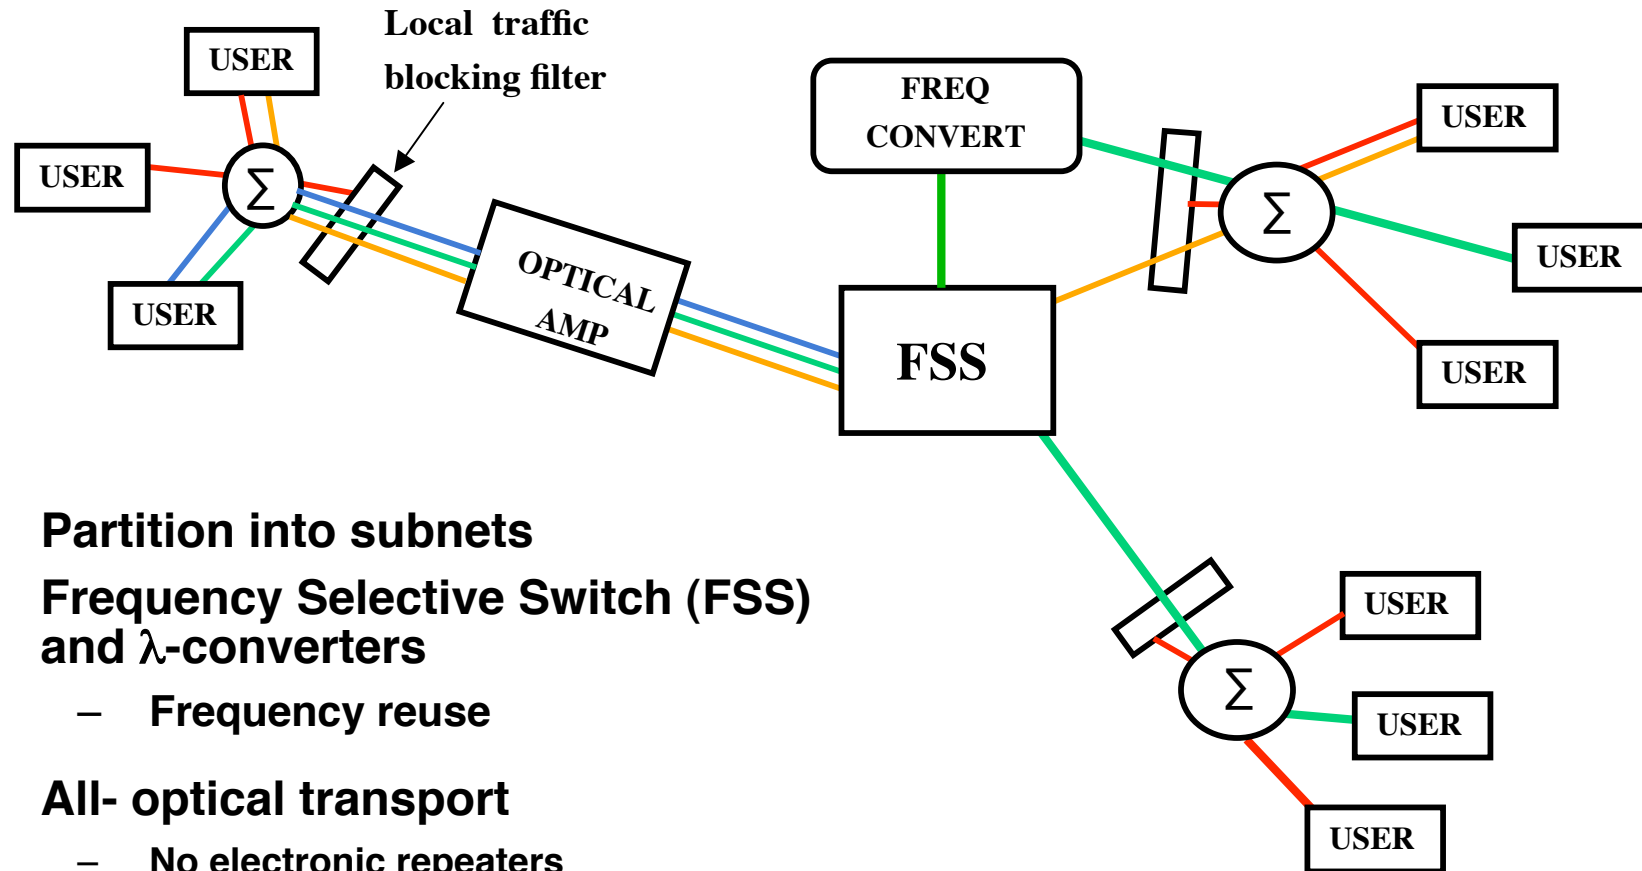 Local traffic
blocking filter
USER
USER
Σ
USER
OPTICAL
AMP
FREQ
CONVERT
FSS
Σ
USER
USER
USER
Σ
USER
USER
USER
Partition into subnets
Frequency Selective Switch (FSS)
and λ-converters
– Frequency reuse
All- optical transport
– No electronic repeaters